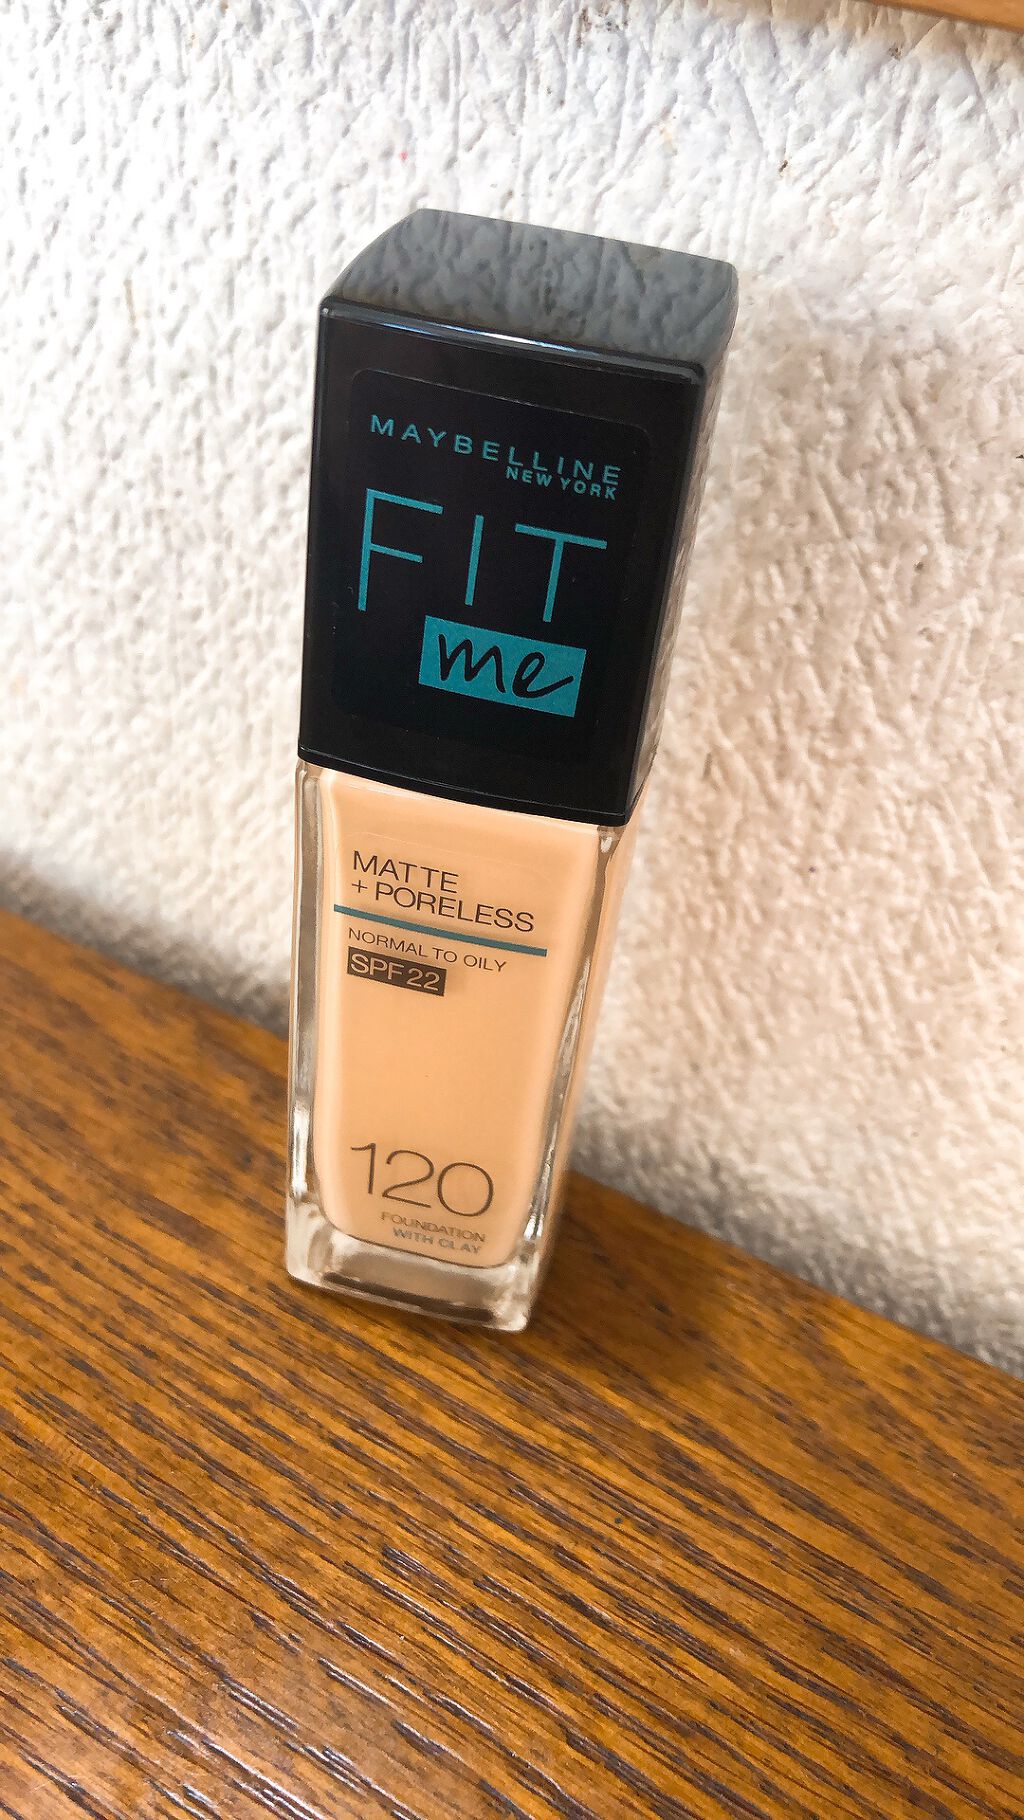 MAYBELLINE
NEW YORK
FIT
me
MATTE
+ PORELESS
NORMAL TO OILY
SPF 22
120
FOUNDATION
WITH CLAY